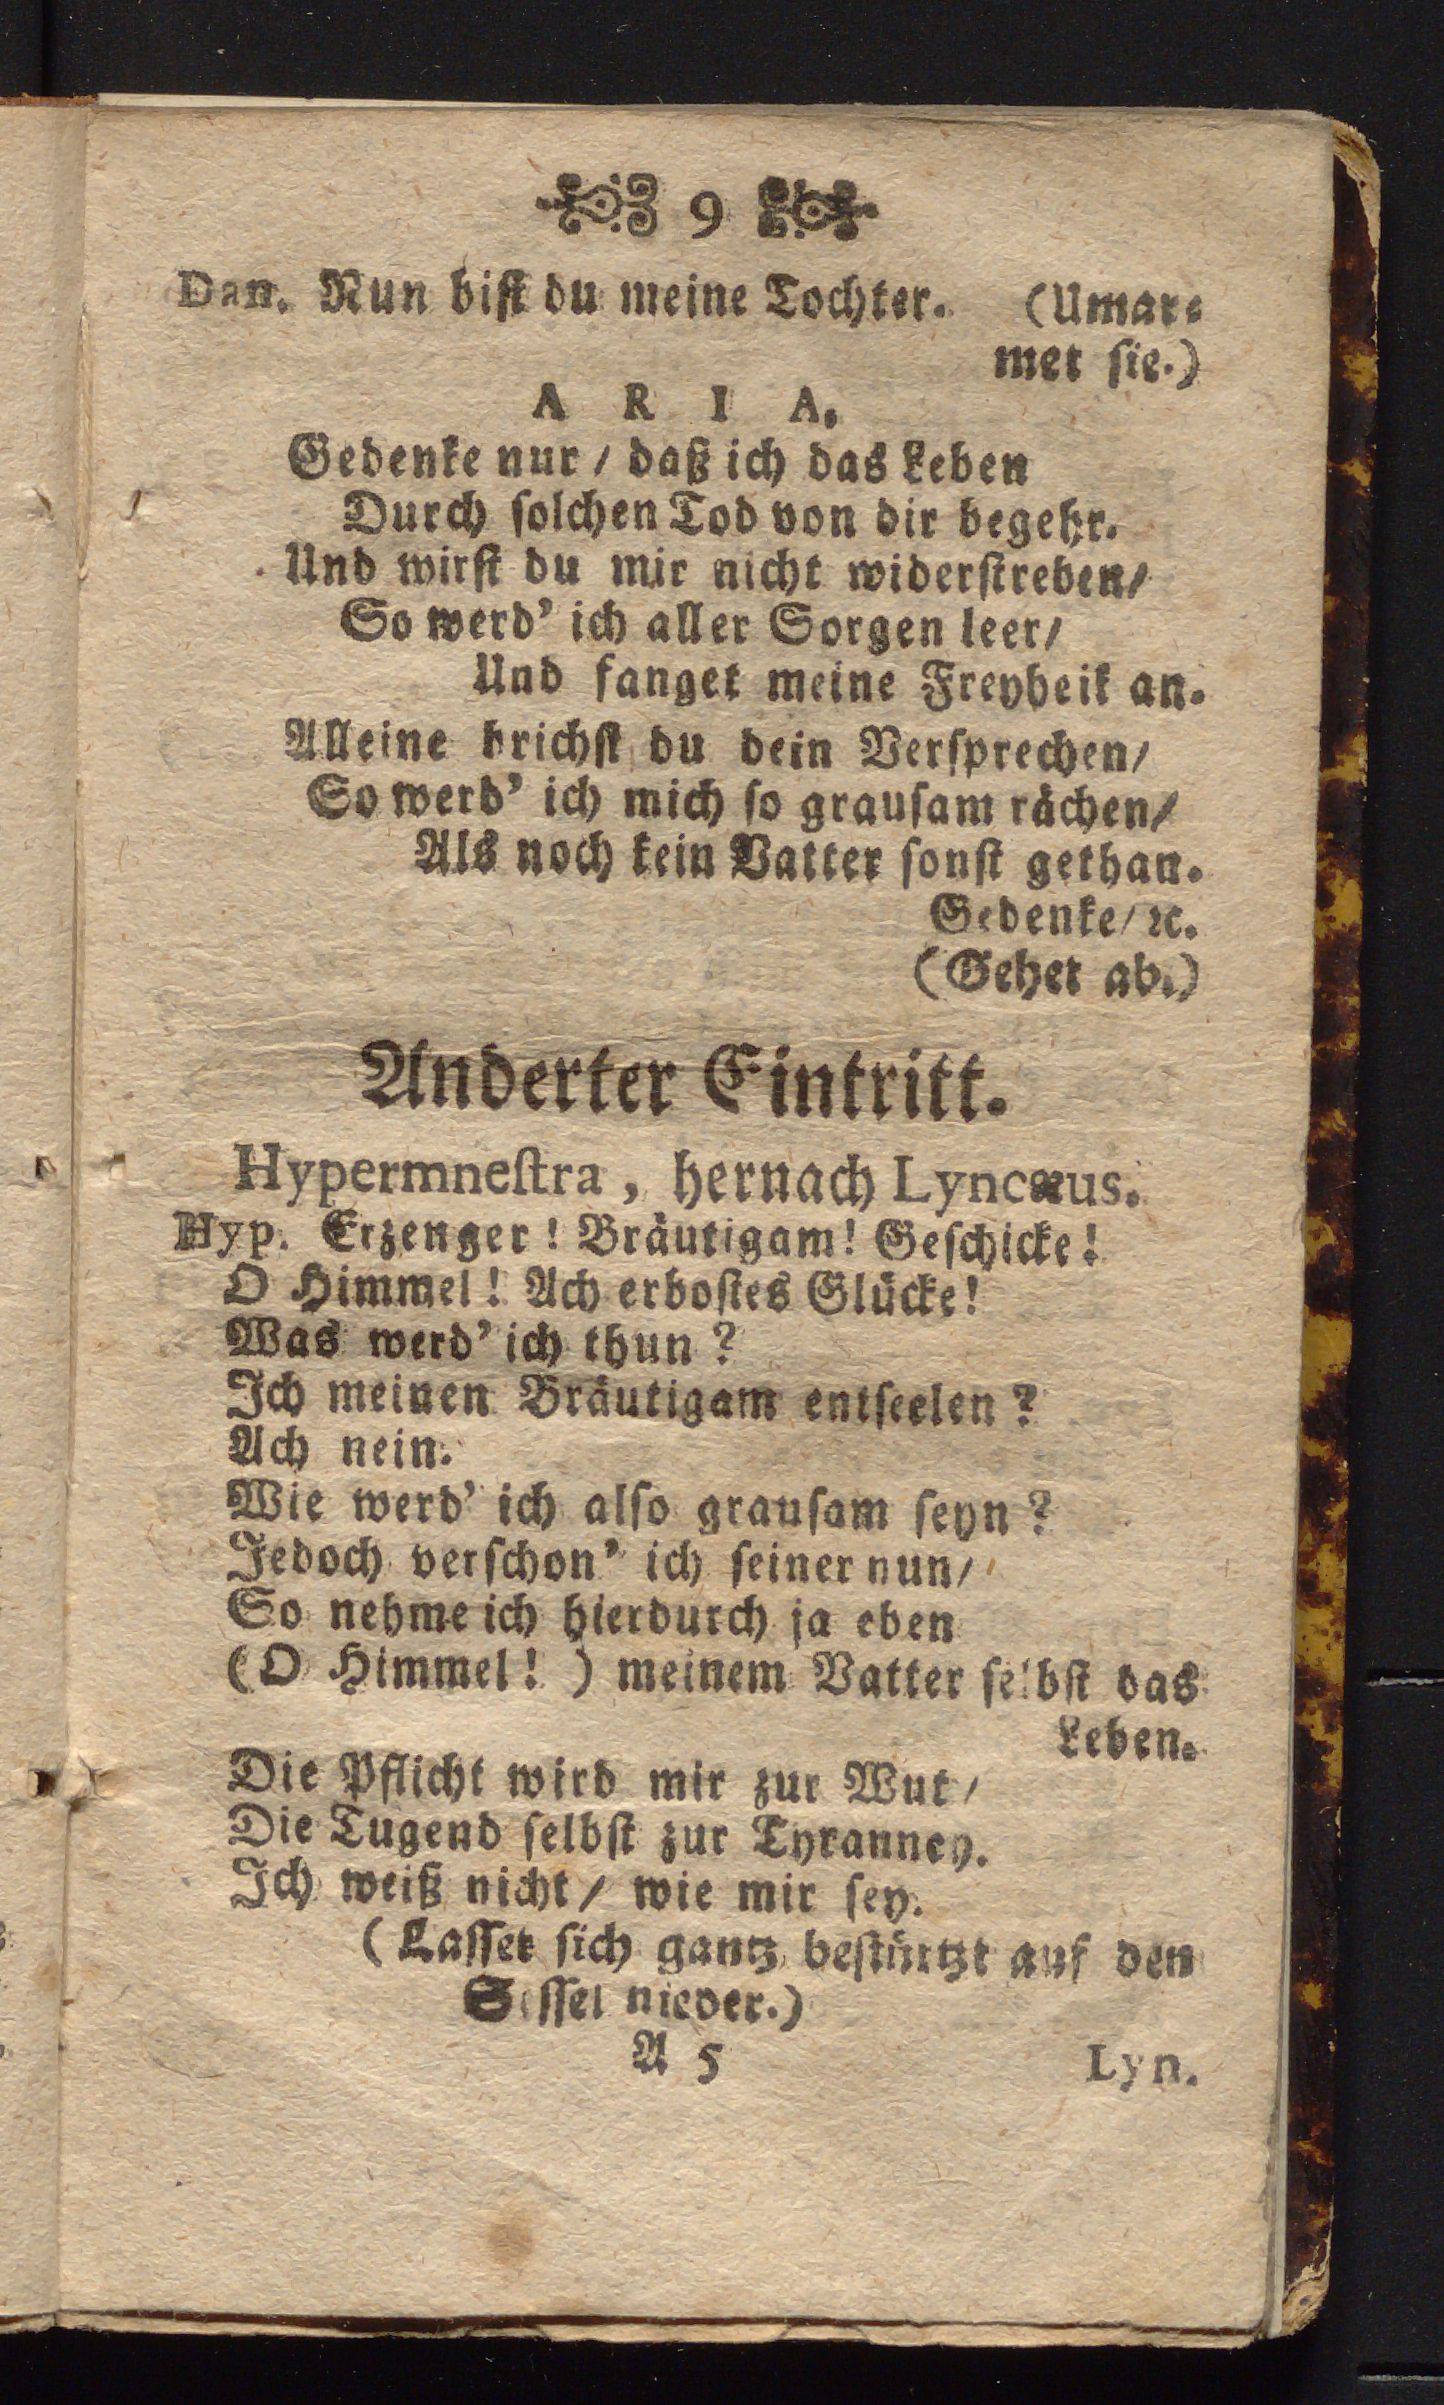 9
Dan. Nun bist du meine Tochter. (Umar-
met sie.)
A R I A.
Gedenke nur / daß ich das Leben
Durch solchen Tod von dir begehr.
Und wirst du mir nicht widerstreben /
So werd' ich aller Sorgen leer /
Und fanget meine Freyheit an.
Alleine brichst du dein Versprechen /
So werd' ich mich so grausam rächen /
Als noch kein Vatter sonst gethan.
Gedenke / ꝛc.
(Gehet ab.)
Anderter Eintritt.
Hypermnestra, hernach Lyncæus.
Hyp. Erzenger! Bräutigam! Geschicke!
O Himmel! Ach erbostes Glücke!
Was werd' ich thun?
Ich meinen Bräutigam entseelen?
Ach nein.
Wie werd' ich also grausam seyn?
Jedoch verschon' ich seiner nun /
So nehme ich hierdurch ja eben
(O Himmel!) meinem Vatter selbst das
Leben.
Die Pflicht wird mir zur Wut /
Die Tugend selbst zur Tyranney.
Ich weiß nicht / wie mir sey.
(Lasset sich gantz bestürtzt auf den
Sessel nieder.)
A 5 Lyn.